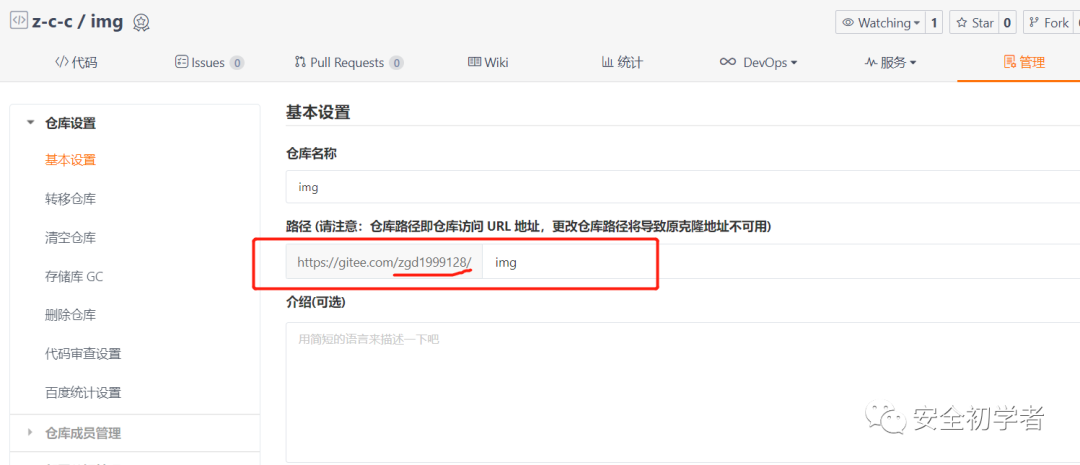 z-c-c / img
Watching 1 Star 0 Fork
代码 Issues 0 Pull Requests 0 Wiki 统计 DevOps 服务 管理
仓库设置
基本设置
转移仓库
清空仓库
存储库 GC
删除仓库
代码审查设置
百度统计设置
仓库成员管理
基本设置
仓库名称
img
路径 (请注意：仓库路径即仓库访问 URL 地址，更改仓库路径将导致原克隆地址不可用)
https://gitee.com/zgd1999128/ img
介绍(可选)
用简短的语言来描述一下吧
安全初学者